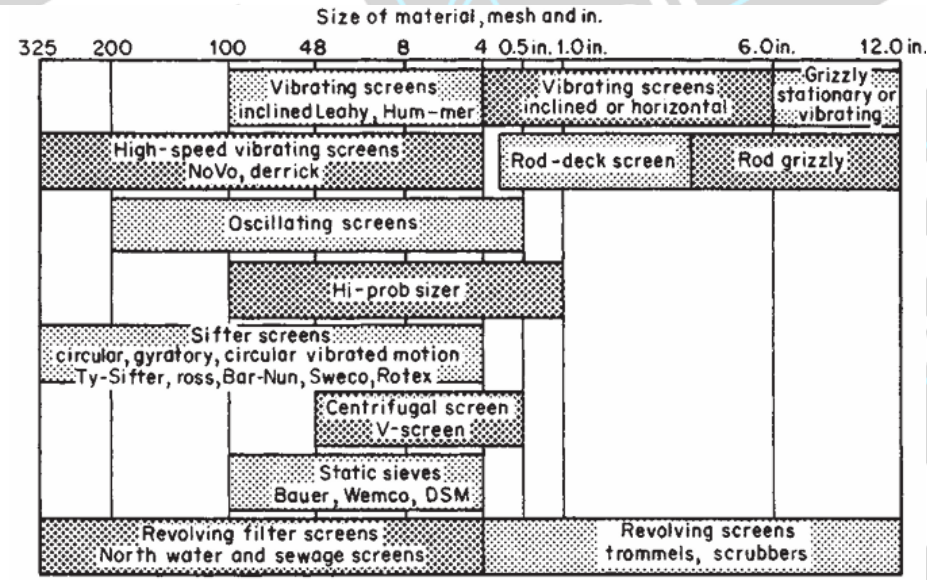 Size of material, mesh and in.
325 200 100 48 8 4 0.5 in. 1.0 in. 6.0 in. 12.0 in.
Vibrating screens
inclined Leahy, Hum-mer
Vibrating screens
inclined or horizontal
Grizzly
stationary or
vibrating
High-speed vibrating screens
NoVo, derrick
Rod-deck screen
Rod grizzly
Oscillating screens
Hi-prob sizer
Sifter screens
circular, gyratory, circular vibrated motion
Ty-Sifter, ross, Bar-Nun, Sweco, Rotex
Centrifugal screen
V-screen
Static sieves
Bauer, Wemco, DSM
Revolving filter screens
North water and sewage screens
Revolving screens
trommels, scrubbers